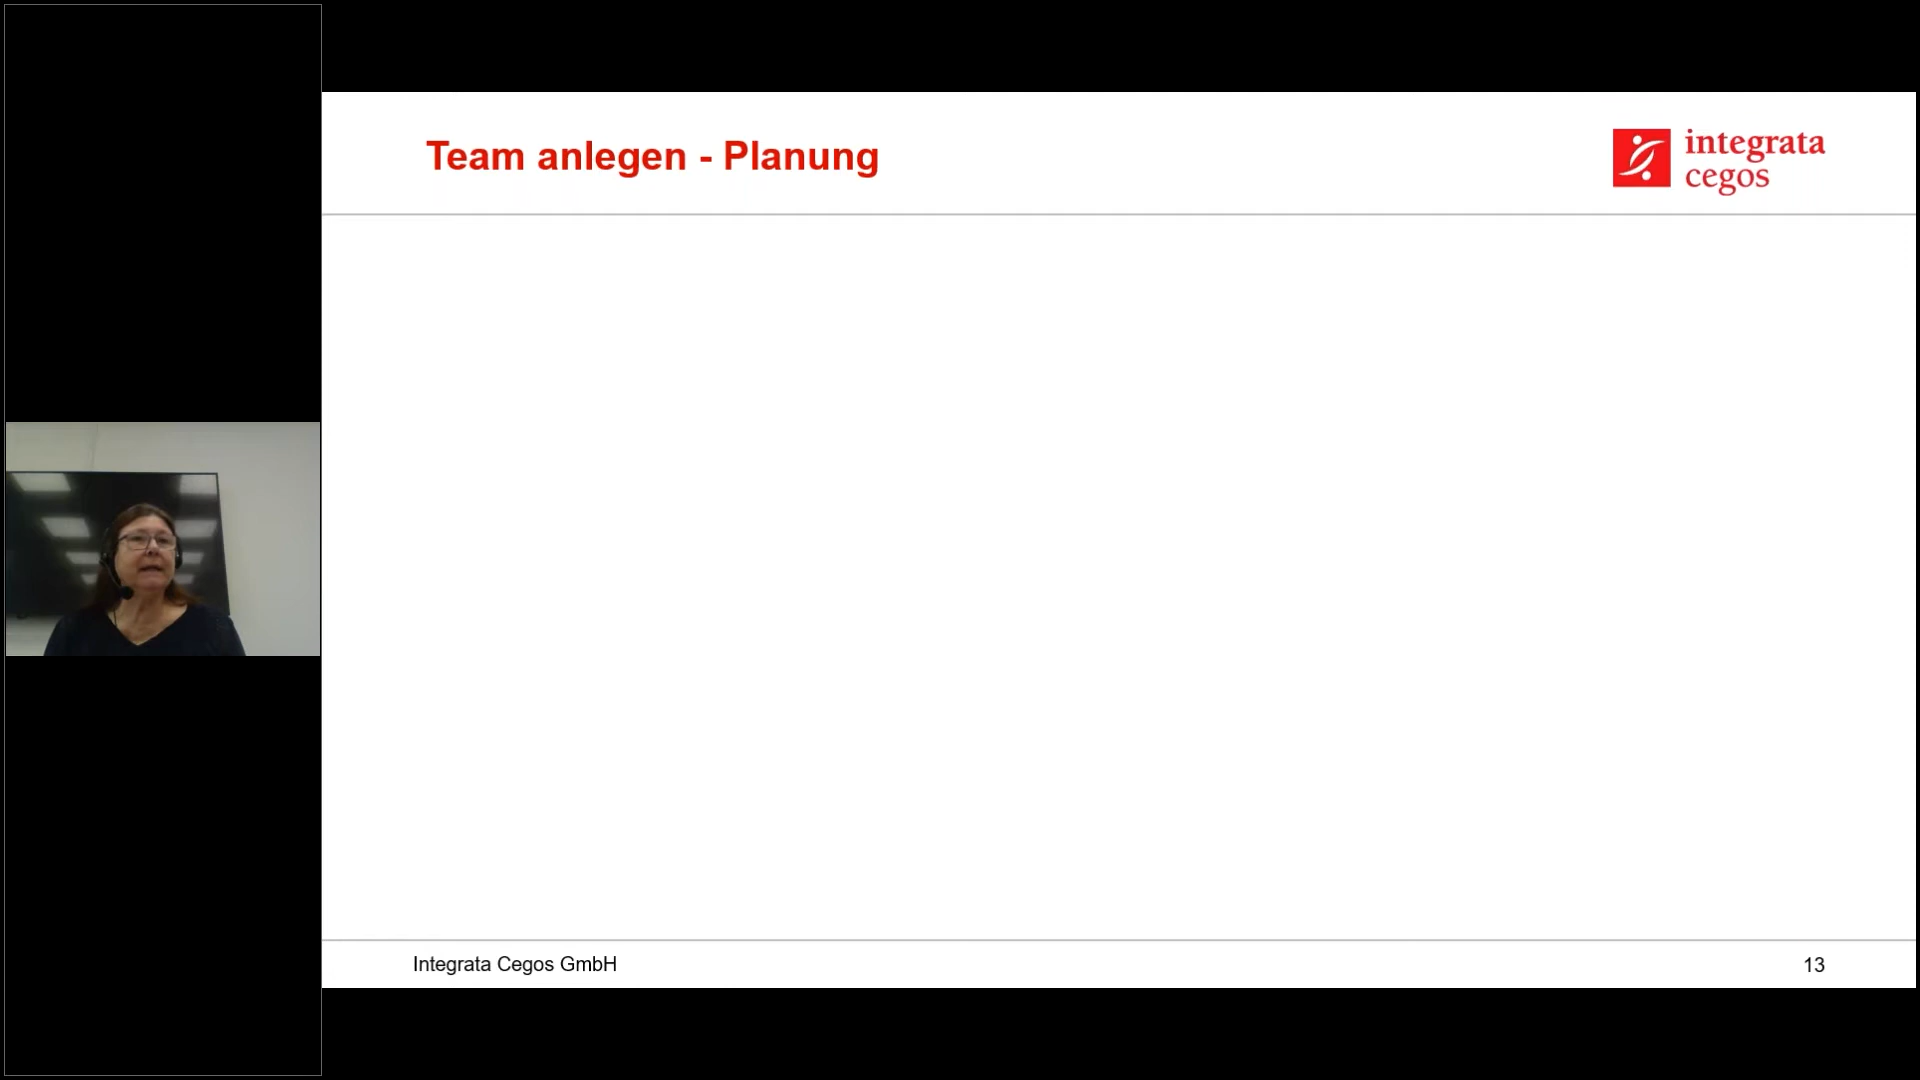 Team anlegen - Planung
integrata
cegos
Integrata Cegos GmbH
13